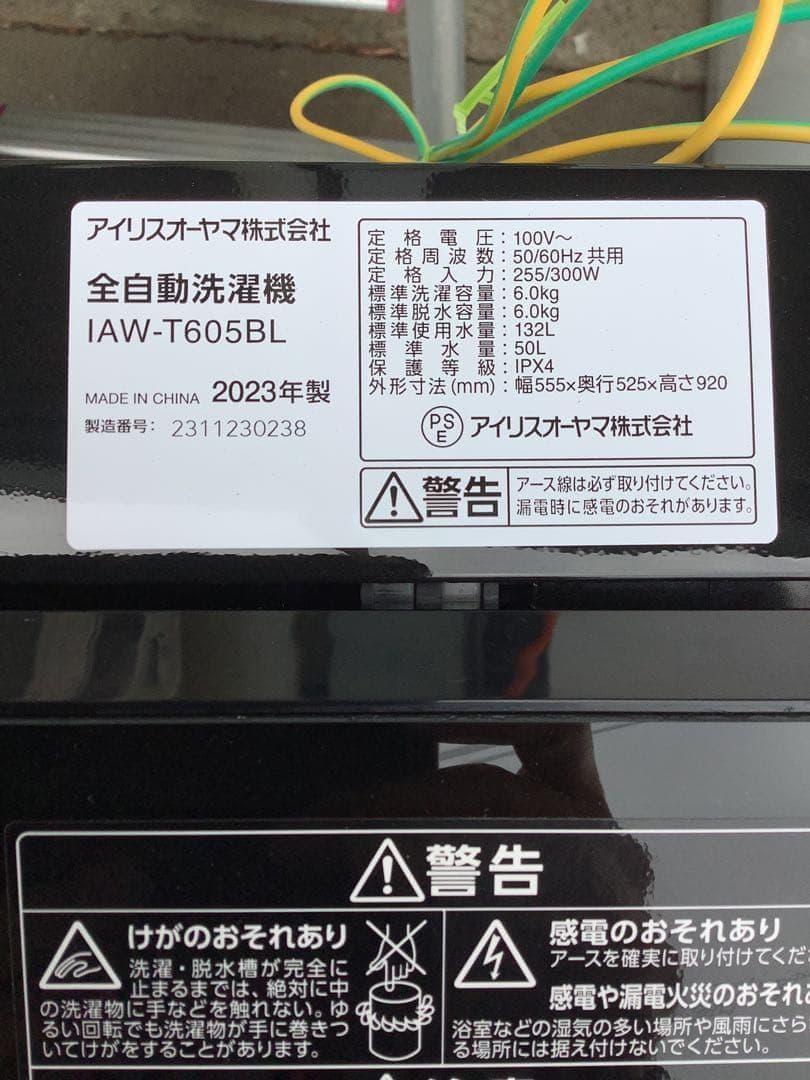 アイリスオーヤマ株式会社
全自動洗濯機
IAW-T605BL
MADE IN CHINA 2023年製
製造番号: 2311230238
定格電圧:100V～
定格周波数:50/60Hz共用
定格入力:255/300W
標準洗濯容量:6.0kg
標準脱水容量:6.0kg
標準使用水量:132L
標準水量:50L
保護等級:IPX4
外形寸法(mm):幅555×奥行525×高さ920
PSE アイリスオーヤマ株式会社
警告
アース線は必ず取り付けてください。
漏電時に感電のおそれがあります。
警告
けがのおそれあり
洗濯・脱水槽が完全に
止まるまでは、絶対に中
の洗濯物に手などを触れない。ゆ
るい回転でも洗濯物が手に巻きつ
いてけがをすることがあります。
感電のおそれあり
アースを確実に取り付けてくだ
感電や漏電火災のおそれ
浴室などの湿気の多い場所や風雨にさら
る場所には据え付けないでください。